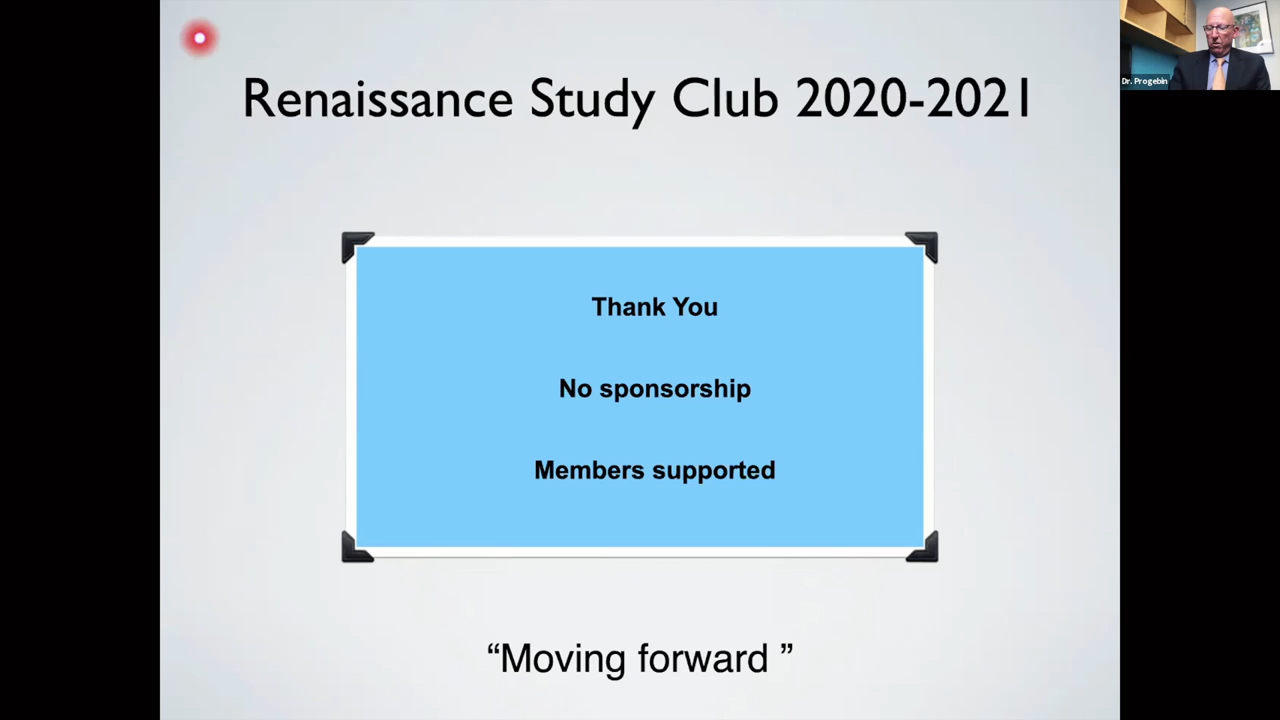 Renaissance Study Club 2020-2021
Dr. Progebin
Thank You
No sponsorship
Members supported
“Moving forward ”